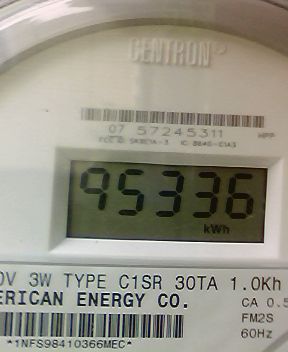 CENTRON®
07 57245311
95336
kWh
0V 3W TYPE C1SR 30TA 1.0Kh
ERICAN ENERGY CO.
CA 0.5
FM2S
60Hz
*1NFS98410366MEC*